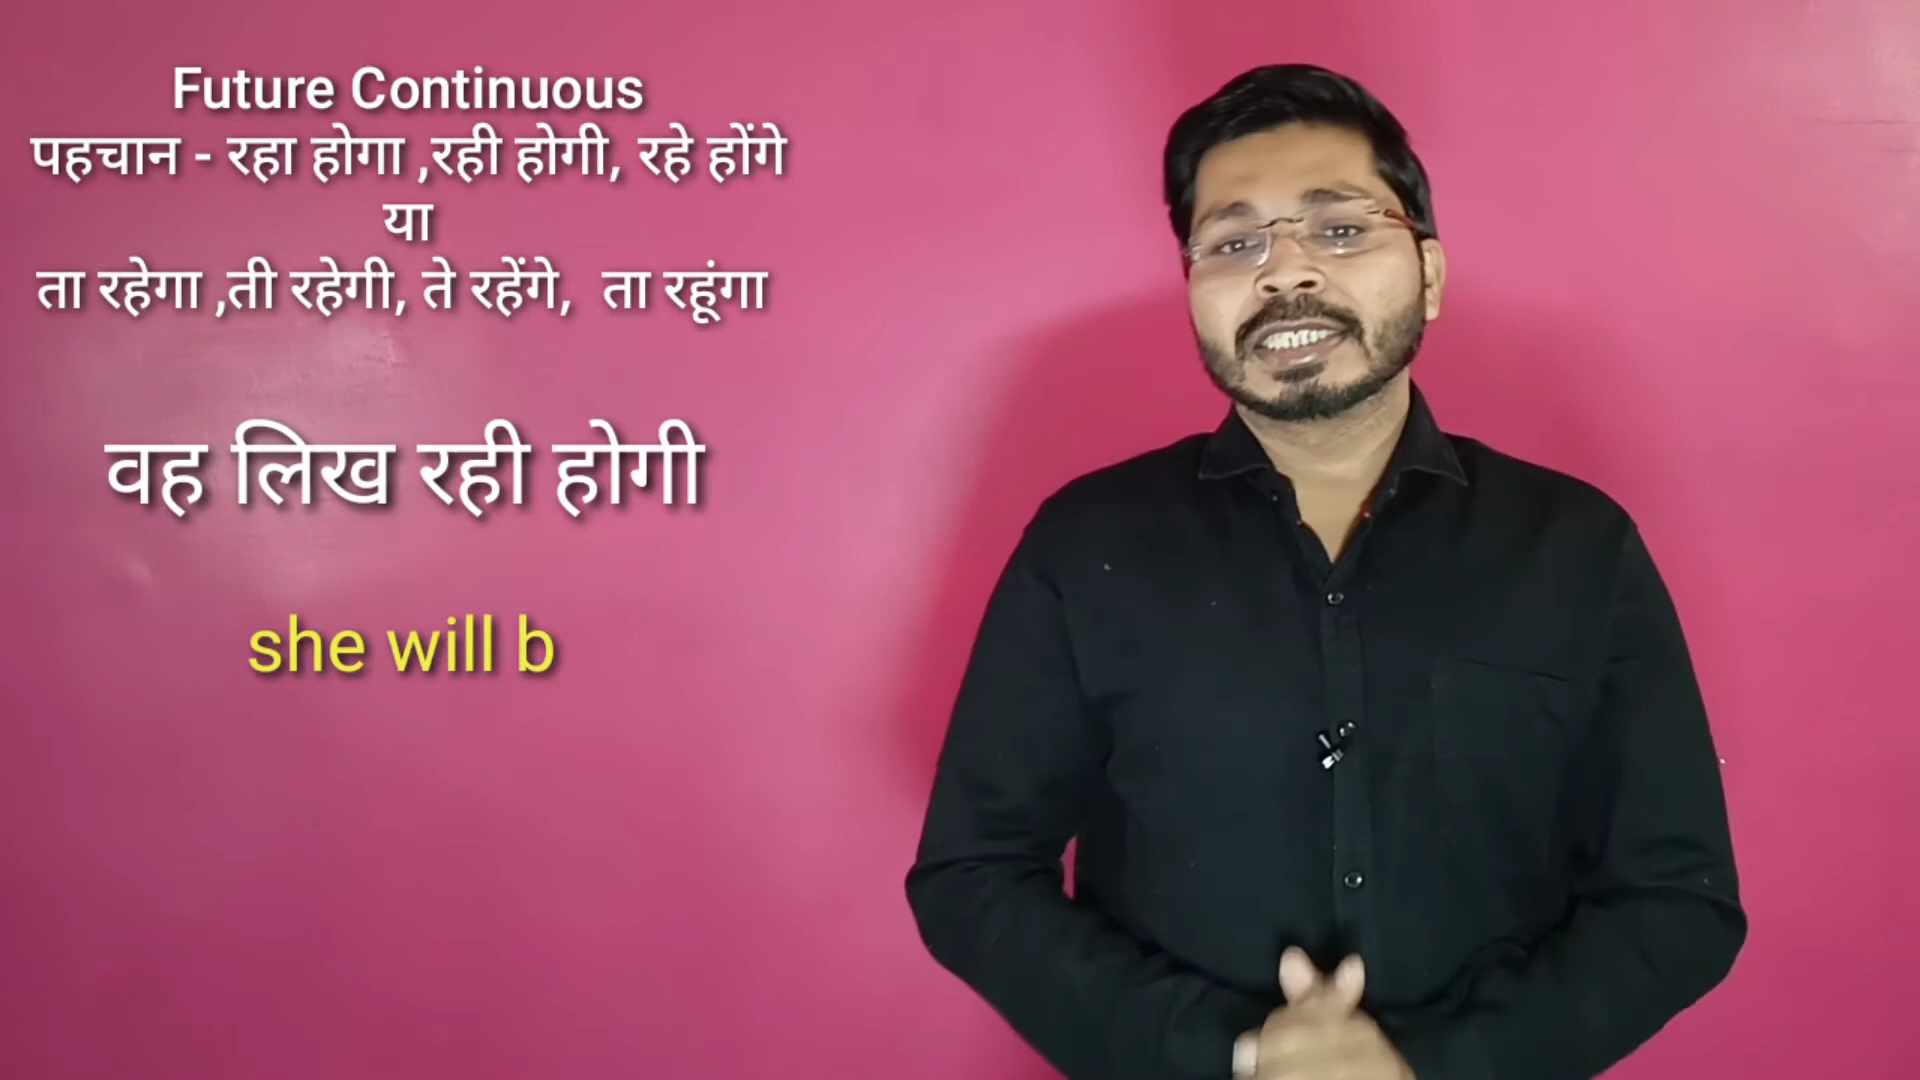 Future Continuous
पहचान - रहा होगा ,रही होगी, रहे होंगे
या
ता रहेगा ,ती रहेगी, ते रहेंगे, ता रहूंगा
वह लिख रही होगी
she will b